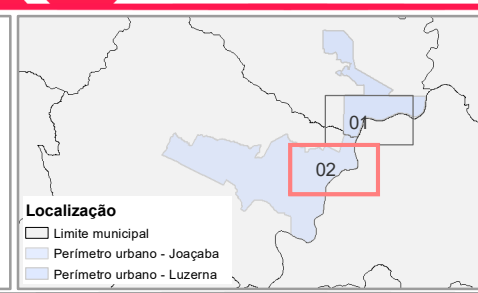 01
02
Localização
Limite municipal
Perímetro urbano - Joaçaba
Perímetro urbano - Luzerna